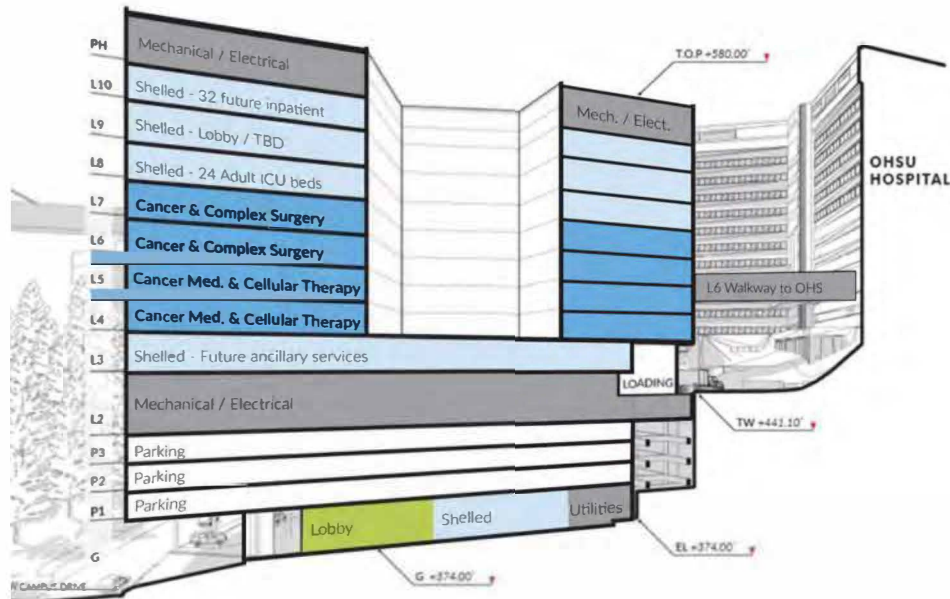 PH
Mechanical / Electrical
L10
Shelled - 32 future inpatient
L9
Shelled - Lobby / TBD
L8
Shelled - 24 Adult ICU beds
L7
Cancer & Complex Surgery
L6
Cancer & Complex Surgery
L5
Cancer Med. & Cellular Therapy
L4
Cancer Med. & Cellular Therapy
L3
Shelled - Future ancillary services
L2
Mechanical / Electrical
P3
Parking
P2
Parking
P1
Parking
G
Lobby
Shelled
Utilities
CAMPUS DRIVE
G +374.00'
EL +374.00'
TW +441.10'
LOADING
L6 Walkway to OHS
Mech. / Elect.
T.O.P +580.00'
OHSU
HOSPITAL